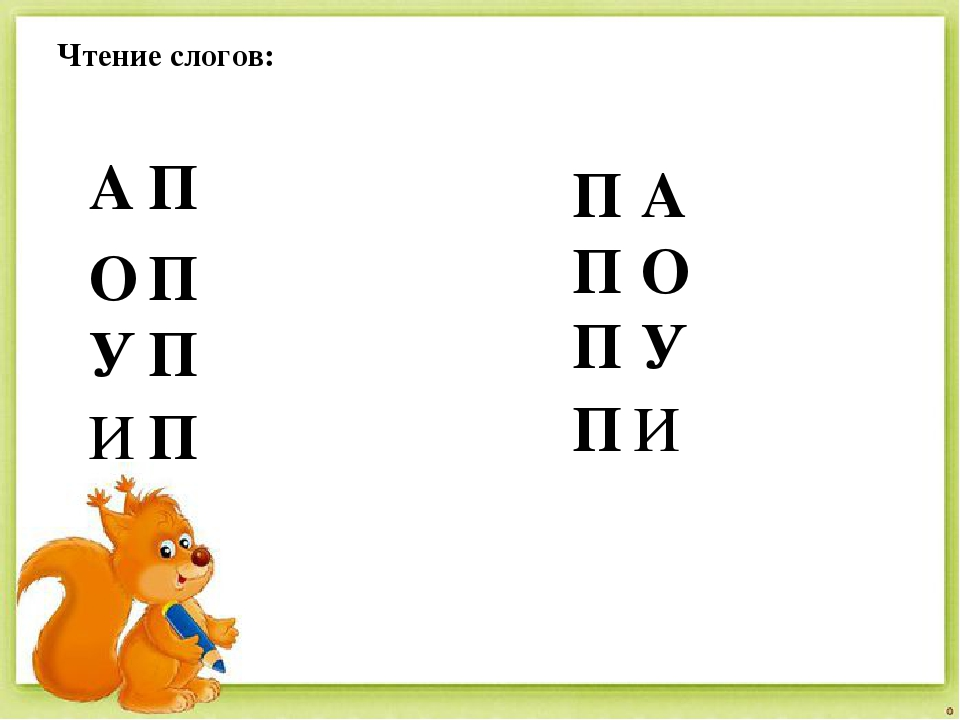 Чтение слогов:
А П
О П
У П
И П
П А
П О
П У
П И